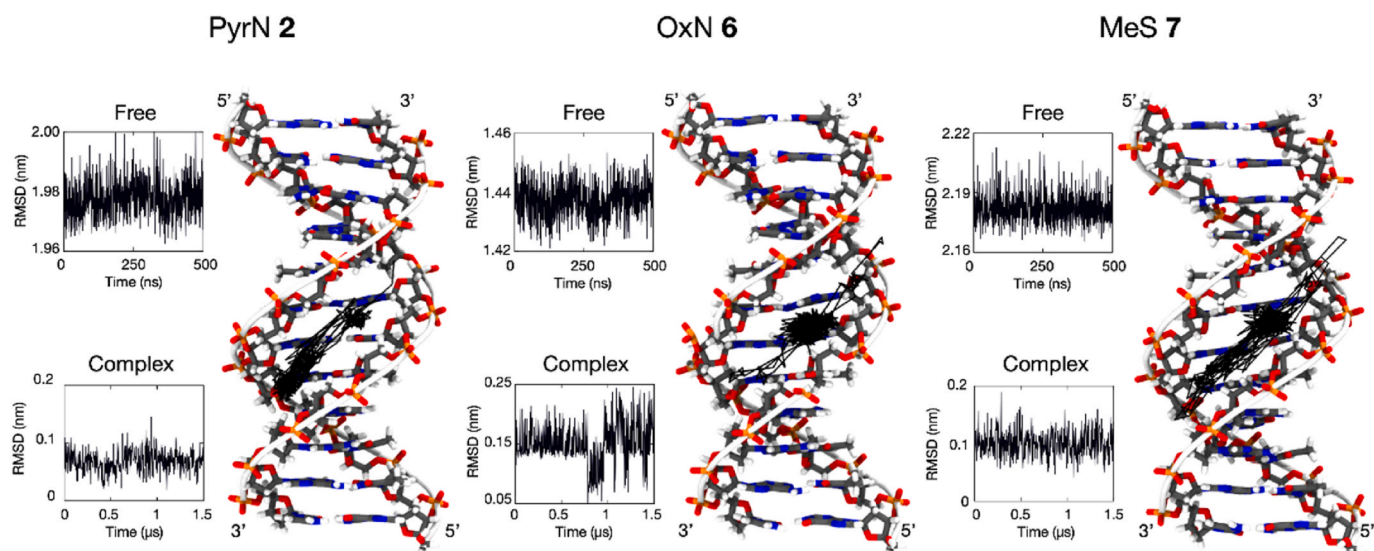 PyrN 2
OxN 6
MeS 7
Free
5'
3'
2.00
1.98
1.96
RMSD (nm)
0
250
500
Time (ns)
Complex
0.2
0.1
0
RMSD (nm)
0
0.5
1
1.5
Time (µs)
3'
5'
Free
5'
3'
1.46
1.44
1.42
RMSD (nm)
0
250
500
Time (ns)
Complex
0.25
0.15
0.05
RMSD (nm)
0
0.5
1
1.5
Time (µs)
3'
5'
Free
5'
3'
2.22
2.19
2.16
RMSD (nm)
0
250
500
Time (ns)
Complex
0.2
0.1
0
RMSD (nm)
0
0.5
1
1.5
Time (µs)
3'
5'